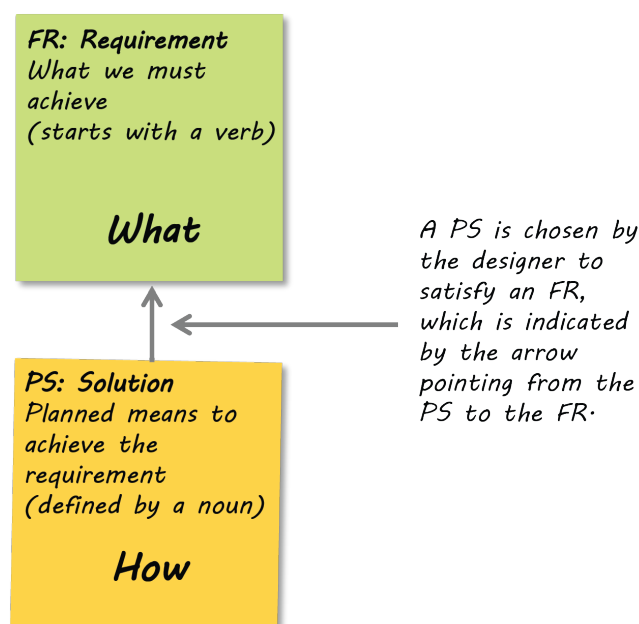 FR: Requirement
What we must
achieve
(starts with a verb)
What
A PS is chosen by
the designer to
satisfy an FR,
which is indicated
by the arrow
pointing from the
PS to the FR.
PS: Solution
Planned means to
achieve the
requirement
(defined by a noun)
How